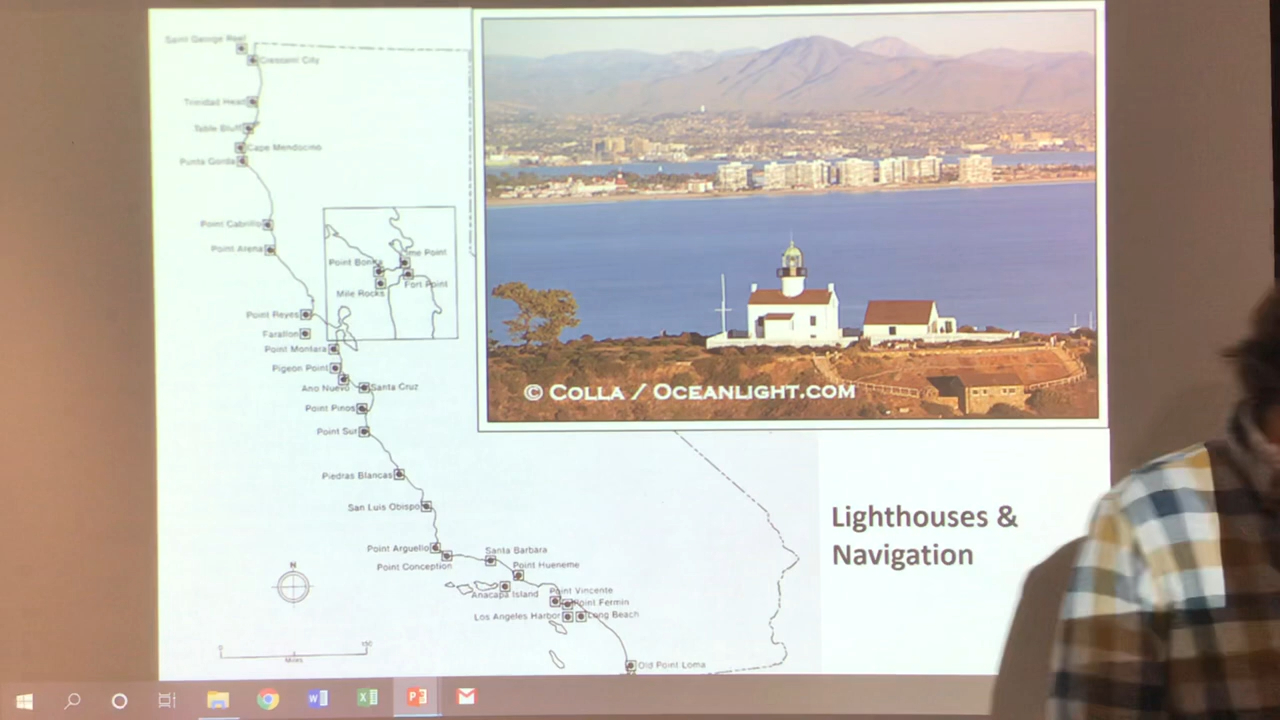 Saint George Reef
Crescent City
Trinidad Head
Table Bluff
Cape Mendocino
Punta Gorda
Point Cabrillo
Point Arena
Point Bonita
Mile Rocks
Fort Point
Point Reyes
Farallon
Point Montara
Pigeon Point
Ano Nuevo
Santa Cruz
Point Pinos
Point Sur
Piedras Blancas
San Luis Obispo
Point Arguello
Point Conception
Santa Barbara
Point Hueneme
Anacapa Island
Point Vincente
Point Fermin
Los Angeles Harbor
Long Beach
Old Point Loma
N
0
Miles
© COLLA / OCEANLIGHT.COM
Lighthouses &
Navigation